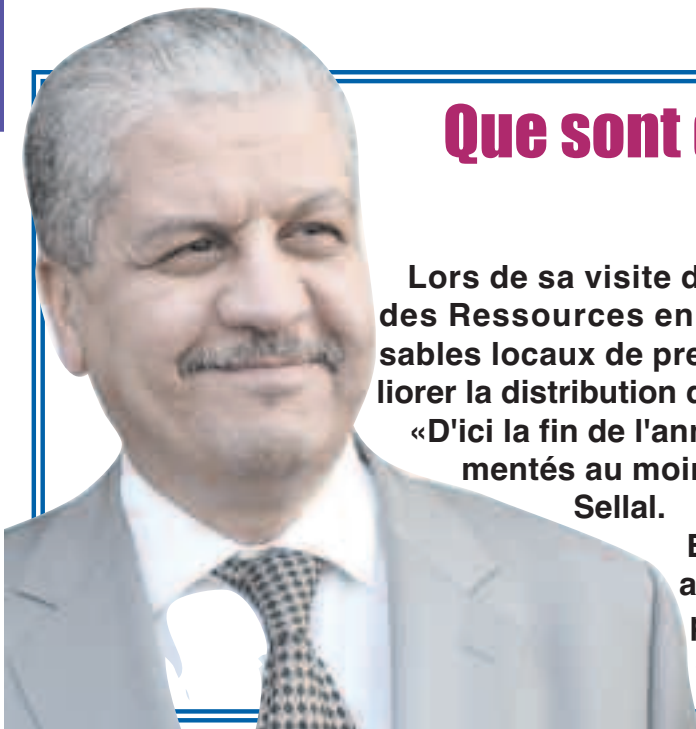 Que sont
Lors de sa visite d
des Ressources en
sables locaux de pre
liorer la distribution d
«D'ici la fin de l'ann
mentés au moin
Sellal.
E
a
p